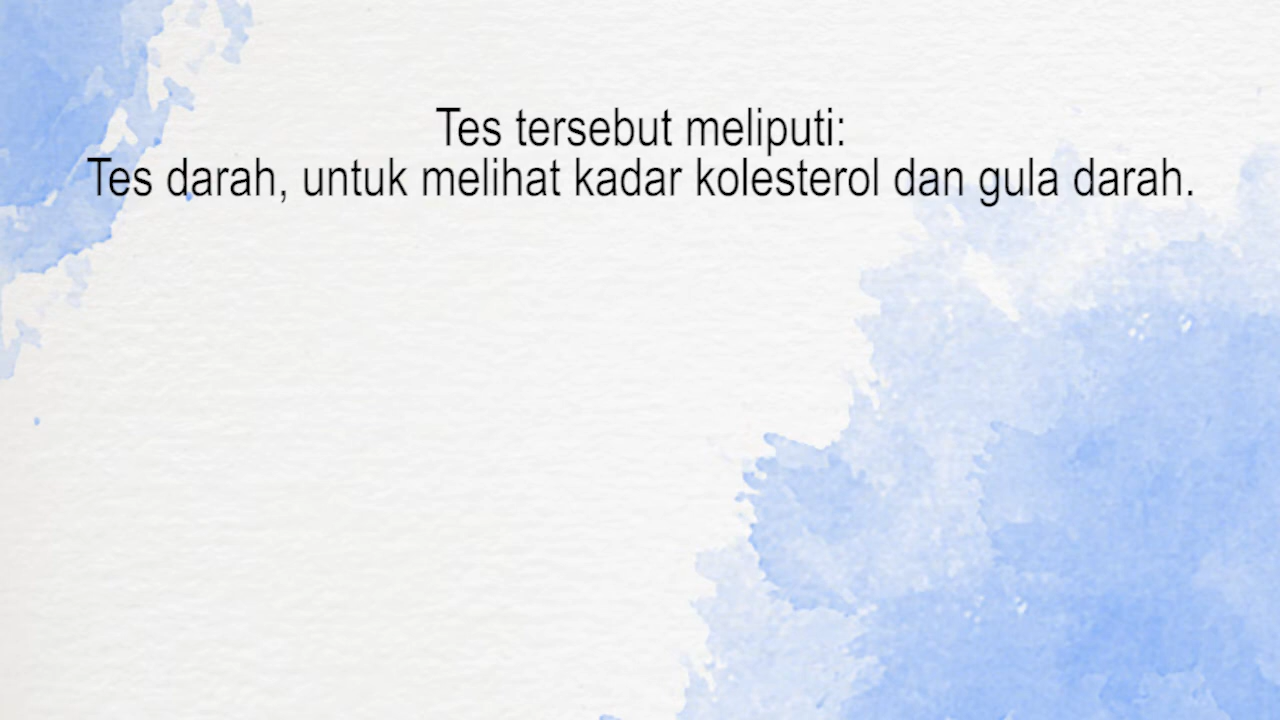 Tes tersebut meliputi:
Tes darah, untuk melihat kadar kolesterol dan gula darah.